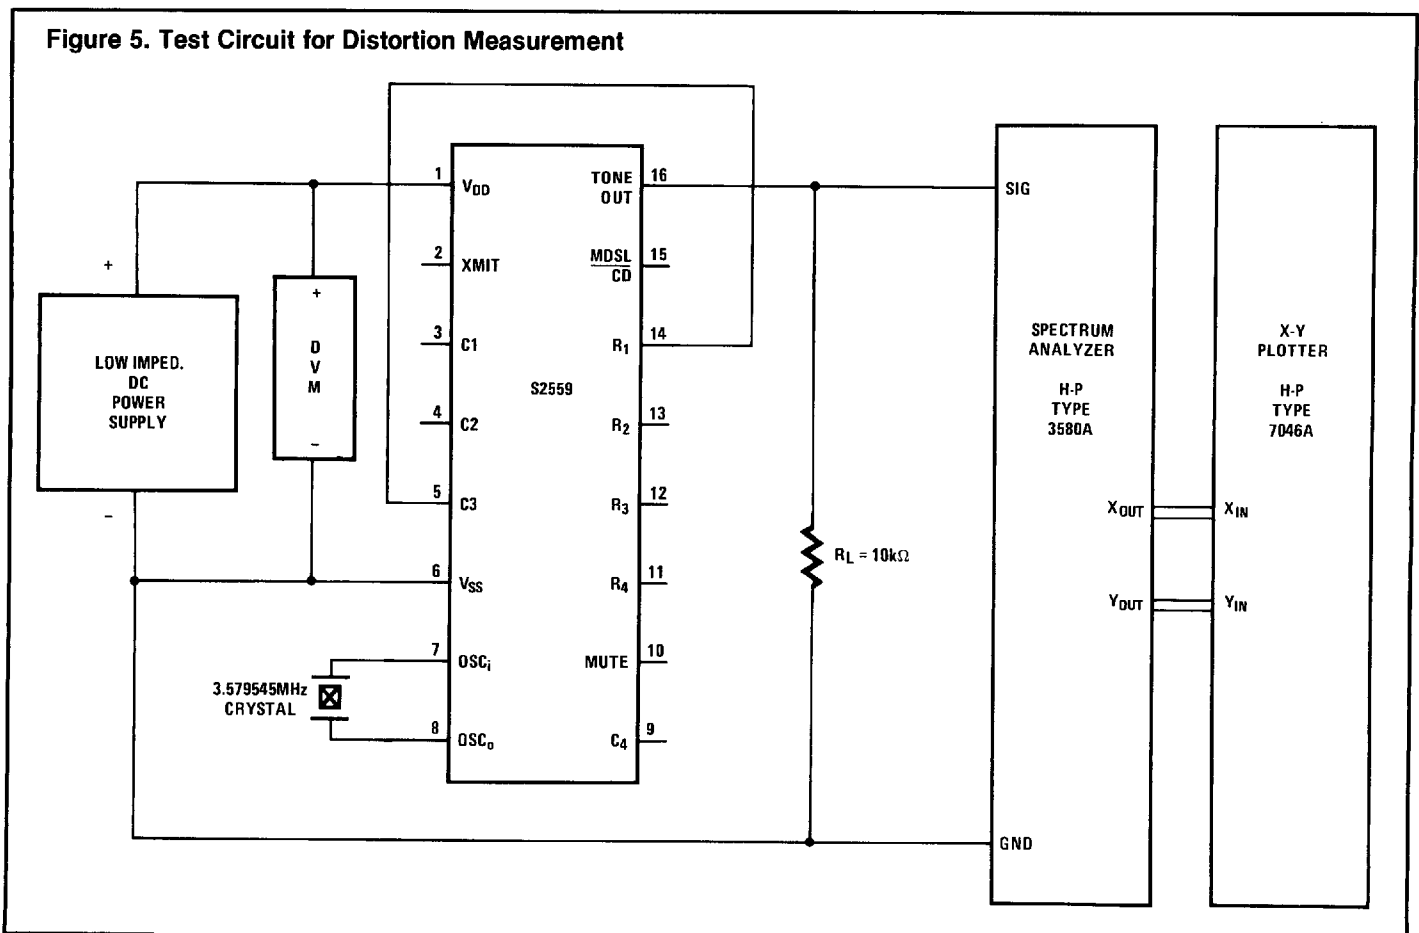 Figure 5. Test Circuit for Distortion Measurement
+
LOW IMPED.
DC
POWER
SUPPLY
−
+
D
V
M
−
3.579545MHz
CRYSTAL
1 VDD
2 XMIT
3 C1
4 C2
5 C3
6 VSS
7 OSCi
8 OSCo
S2559
TONE 16
OUT
MDSL 15
CD
R1 14
R2 13
R3 12
R4 11
MUTE 10
C4 9
RL = 10kΩ
SIG
SPECTRUM
ANALYZER
H-P
TYPE
3580A
XOUT
YOUT
GND
X-Y
PLOTTER
H-P
TYPE
7046A
XIN
YIN